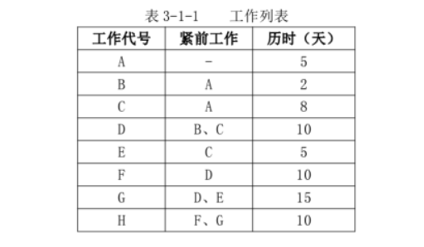 表 3-1-1 工作列表
工作代号 紧前工作 历时（天）
A - 5
B A 2
C A 8
D B、C 10
E C 5
F D 10
G D、E 15
H F、G 10